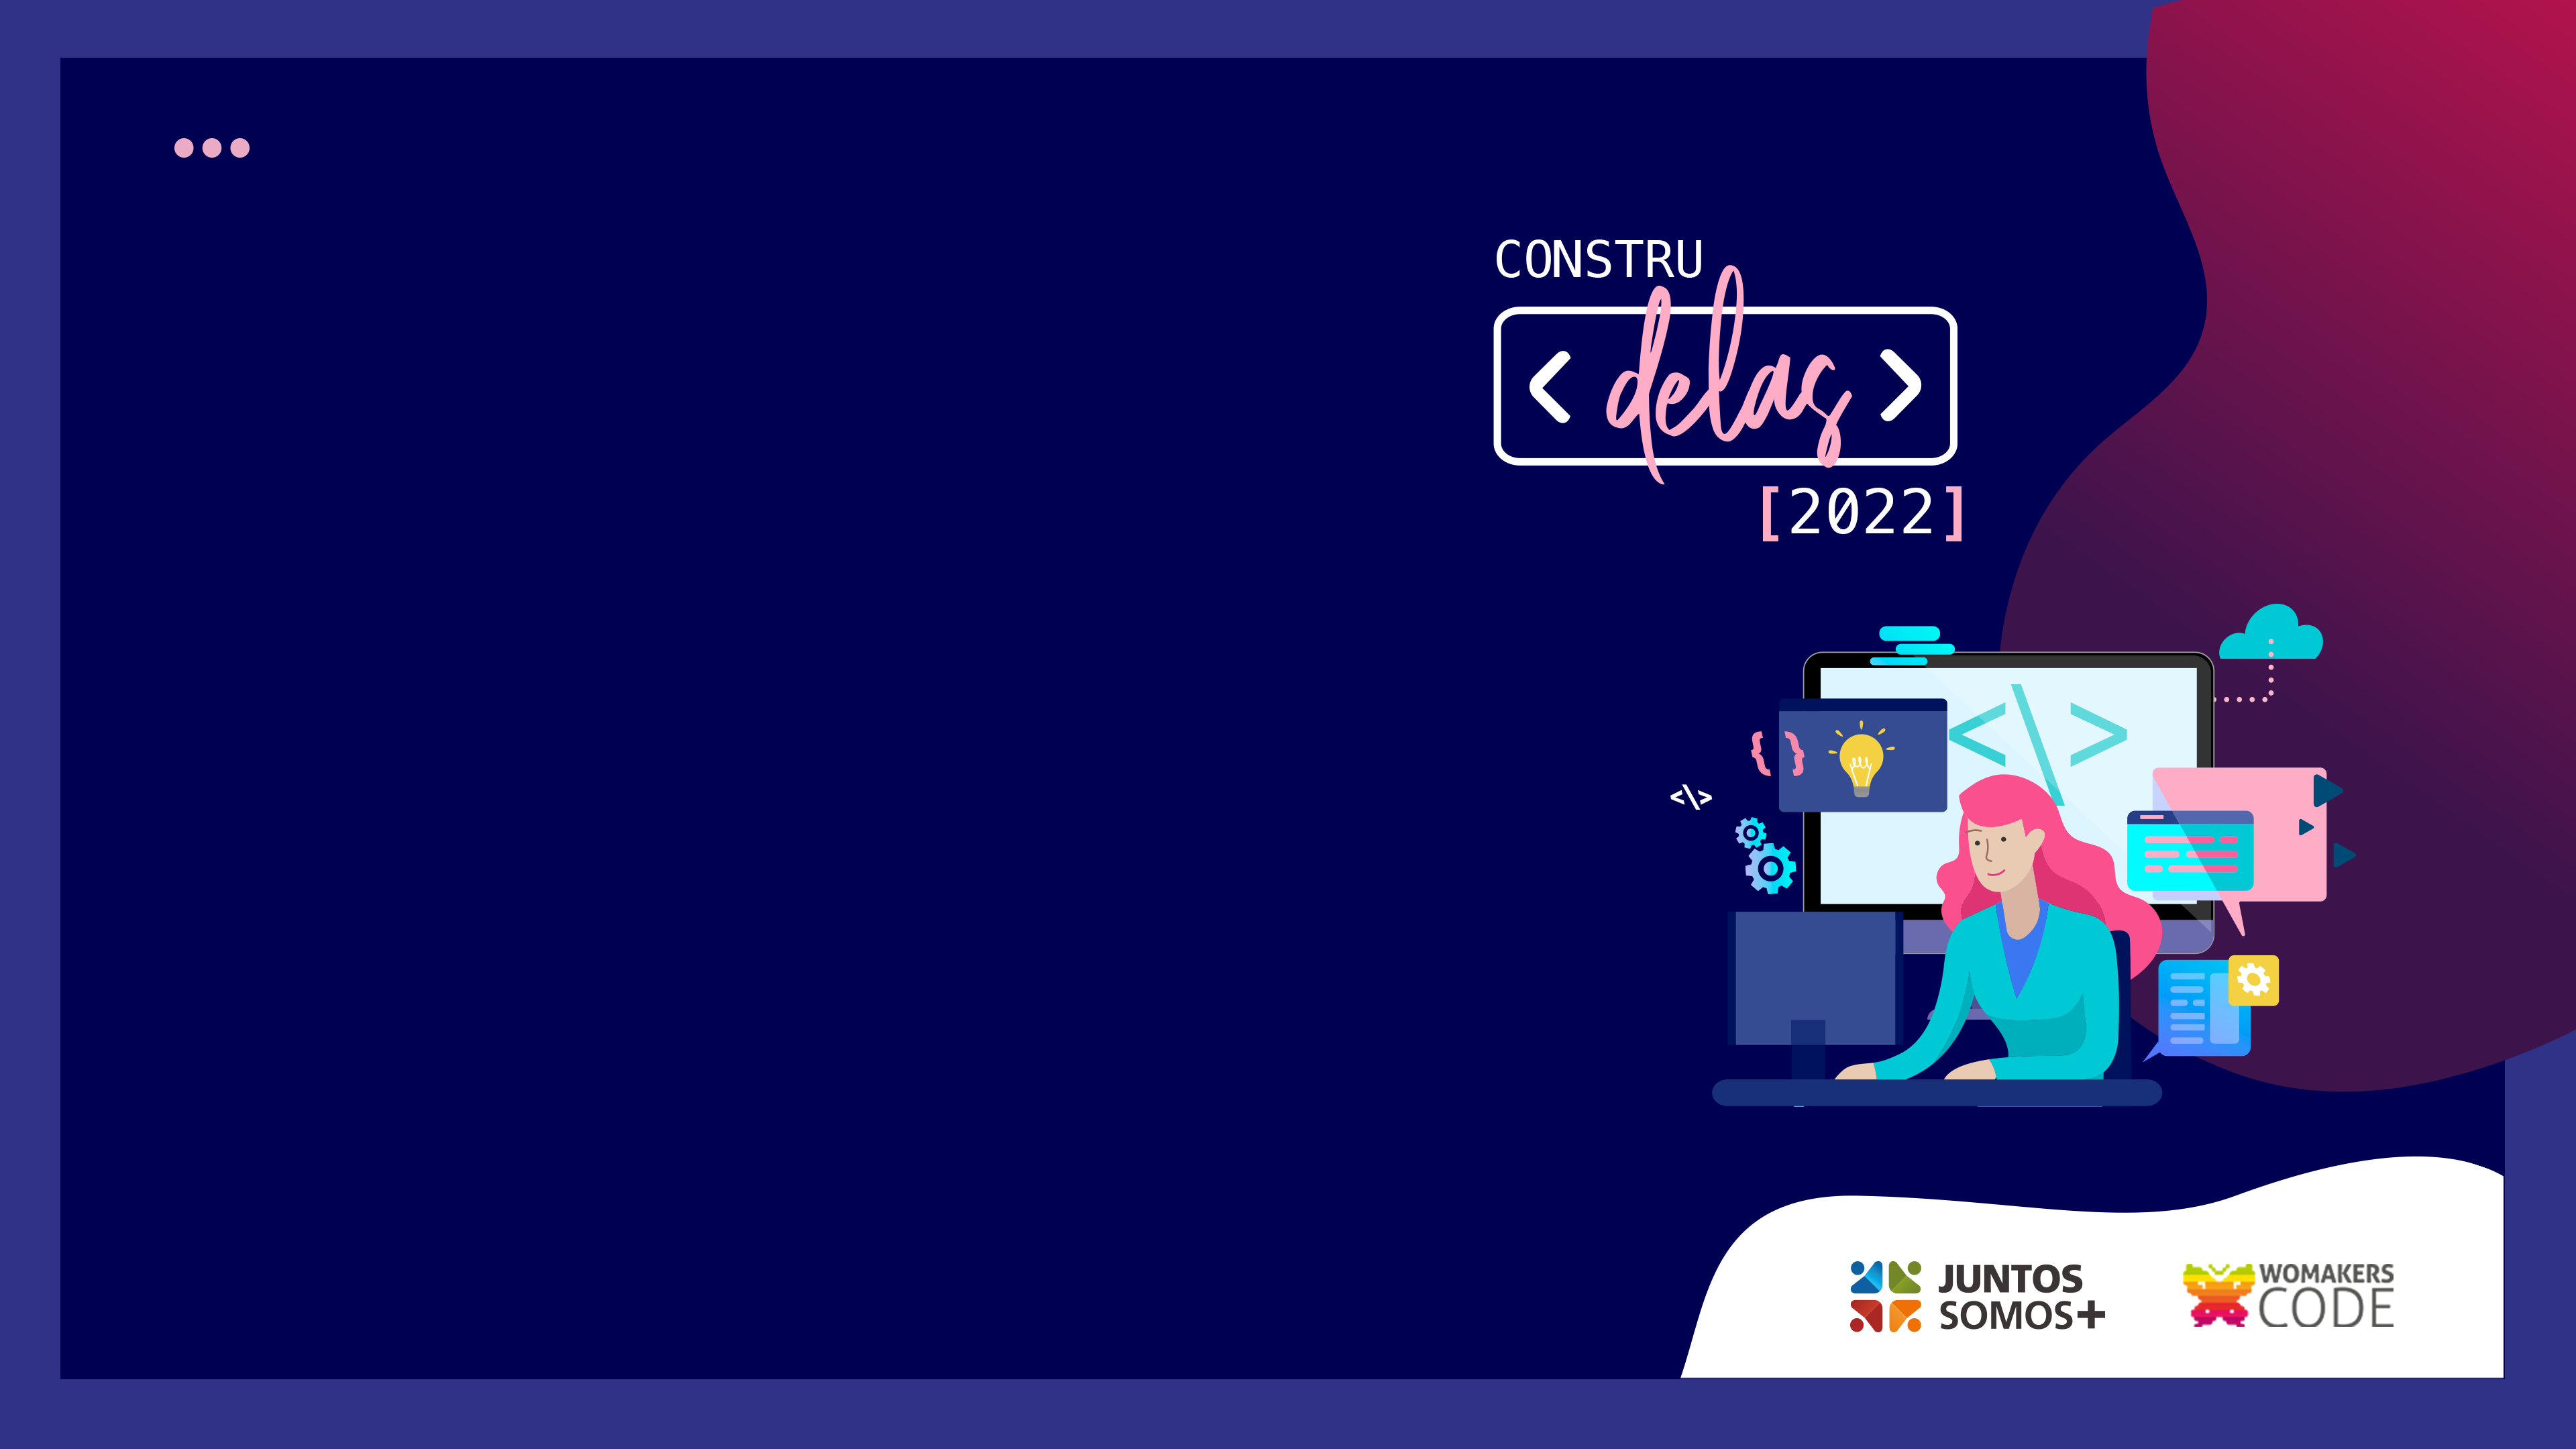 CONSTRU
< delas >
[2022]
<\>
{ }
<\>
JUNTOS
SOMOS+
WOMAKERS
CODE